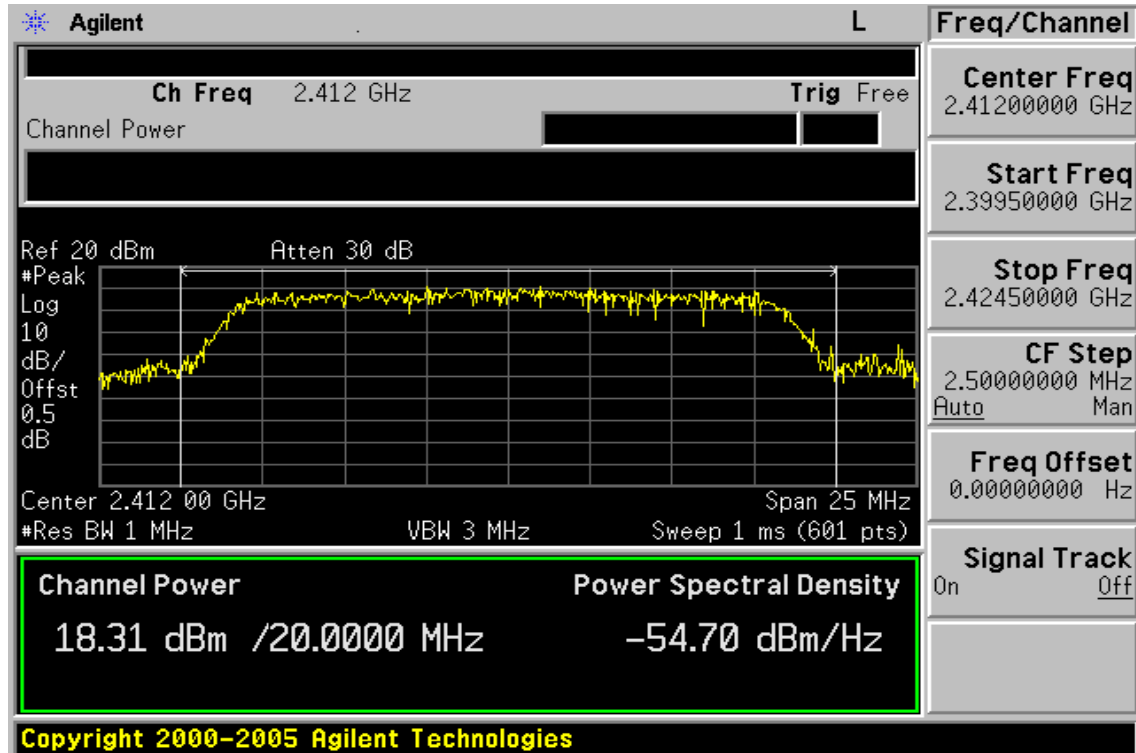 Agilent L
Freq/Channel
Ch Freq 2.412 GHz Trig Free
Channel Power
Ref 20 dBm Atten 30 dB
#Peak
Log
10
dB/
Offst
0.5
dB
Center 2.412 00 GHz Span 25 MHz
#Res BW 1 MHz VBW 3 MHz Sweep 1 ms (601 pts)
Channel Power Power Spectral Density
18.31 dBm /20.0000 MHz -54.70 dBm/Hz
Center Freq
2.41200000 GHz
Start Freq
2.39950000 GHz
Stop Freq
2.42450000 GHz
CF Step
2.50000000 MHz
Auto Man
Freq Offset
0.00000000 Hz
Signal Track
On Off
Copyright 2000-2005 Agilent Technologies